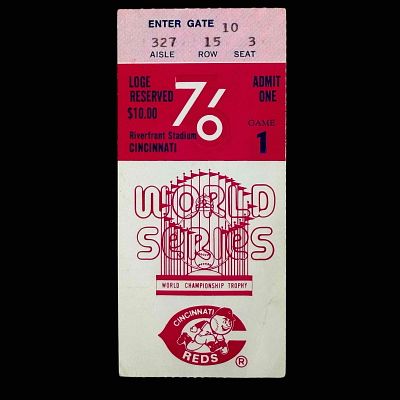 ENTER GATE 10
327 15 3
AISLE ROW SEAT
LOGE RESERVED
$10.00
76
ADMIT ONE
GAME 1
Riverfront Stadium
CINCINNATI
WORLD
SERIES
WORLD CHAMPIONSHIP TROPHY
CINCINNATI
REDS
®